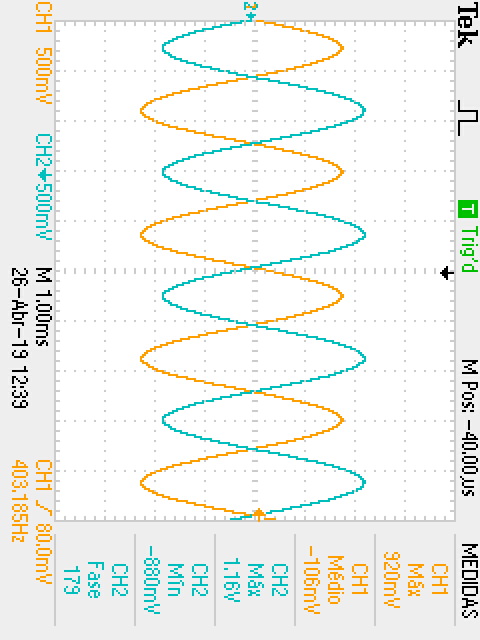 Tek T Trig'd M Pos: -40.00µs MEDIDAS
CH1
Máx
920mV
CH1
Médio
-106mV
CH2
Máx
1.16V
CH2
Mín
-880mV
CH2
Fase
179
2
CH1 500mV CH2 500mV M 1.00ms CH1 80.0mV
26-Abr-19 12:39 403.185Hz